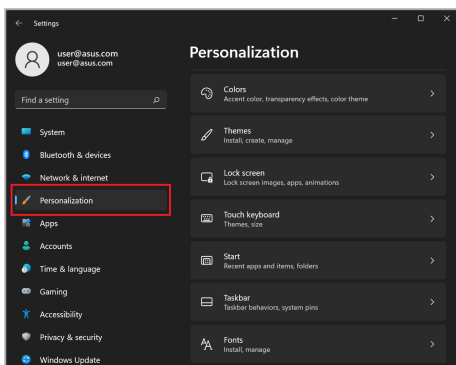 Settings
user@asus.com
user@asus.com
Find a setting
System
Bluetooth & devices
Network & internet
Personalization
Apps
Accounts
Time & language
Gaming
Accessibility
Privacy & security
Windows Update
Personalization
Colors
Accent color, transparency effects, color theme
Themes
Install, create, manage
Lock screen
Lock screen images, apps, animations
Touch keyboard
Themes, size
Start
Recent apps and items, folders
Taskbar
Taskbar behaviors, system pins
Fonts
Install, manage